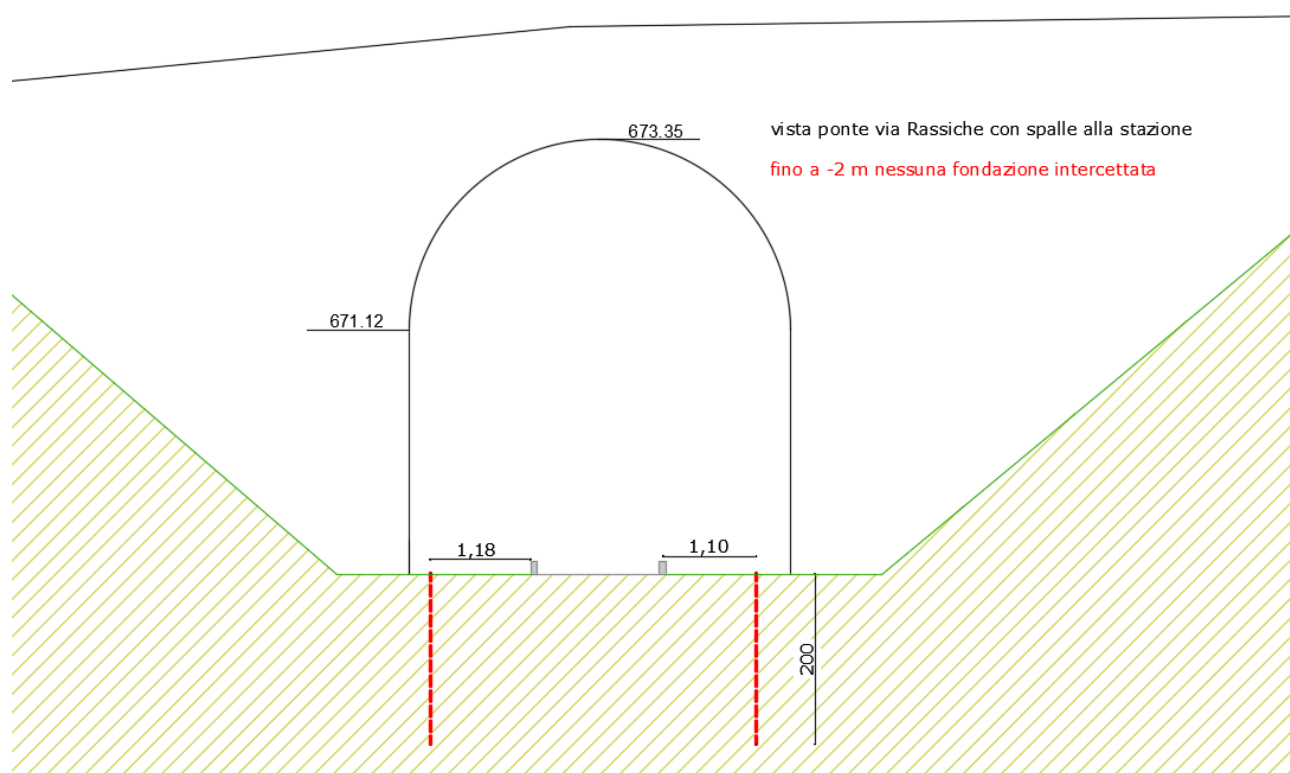 673.35
vista ponte via Rassiche con spalle alla stazione
fino a -2 m nessuna fondazione intercettata
671.12
1,18
1,10
200